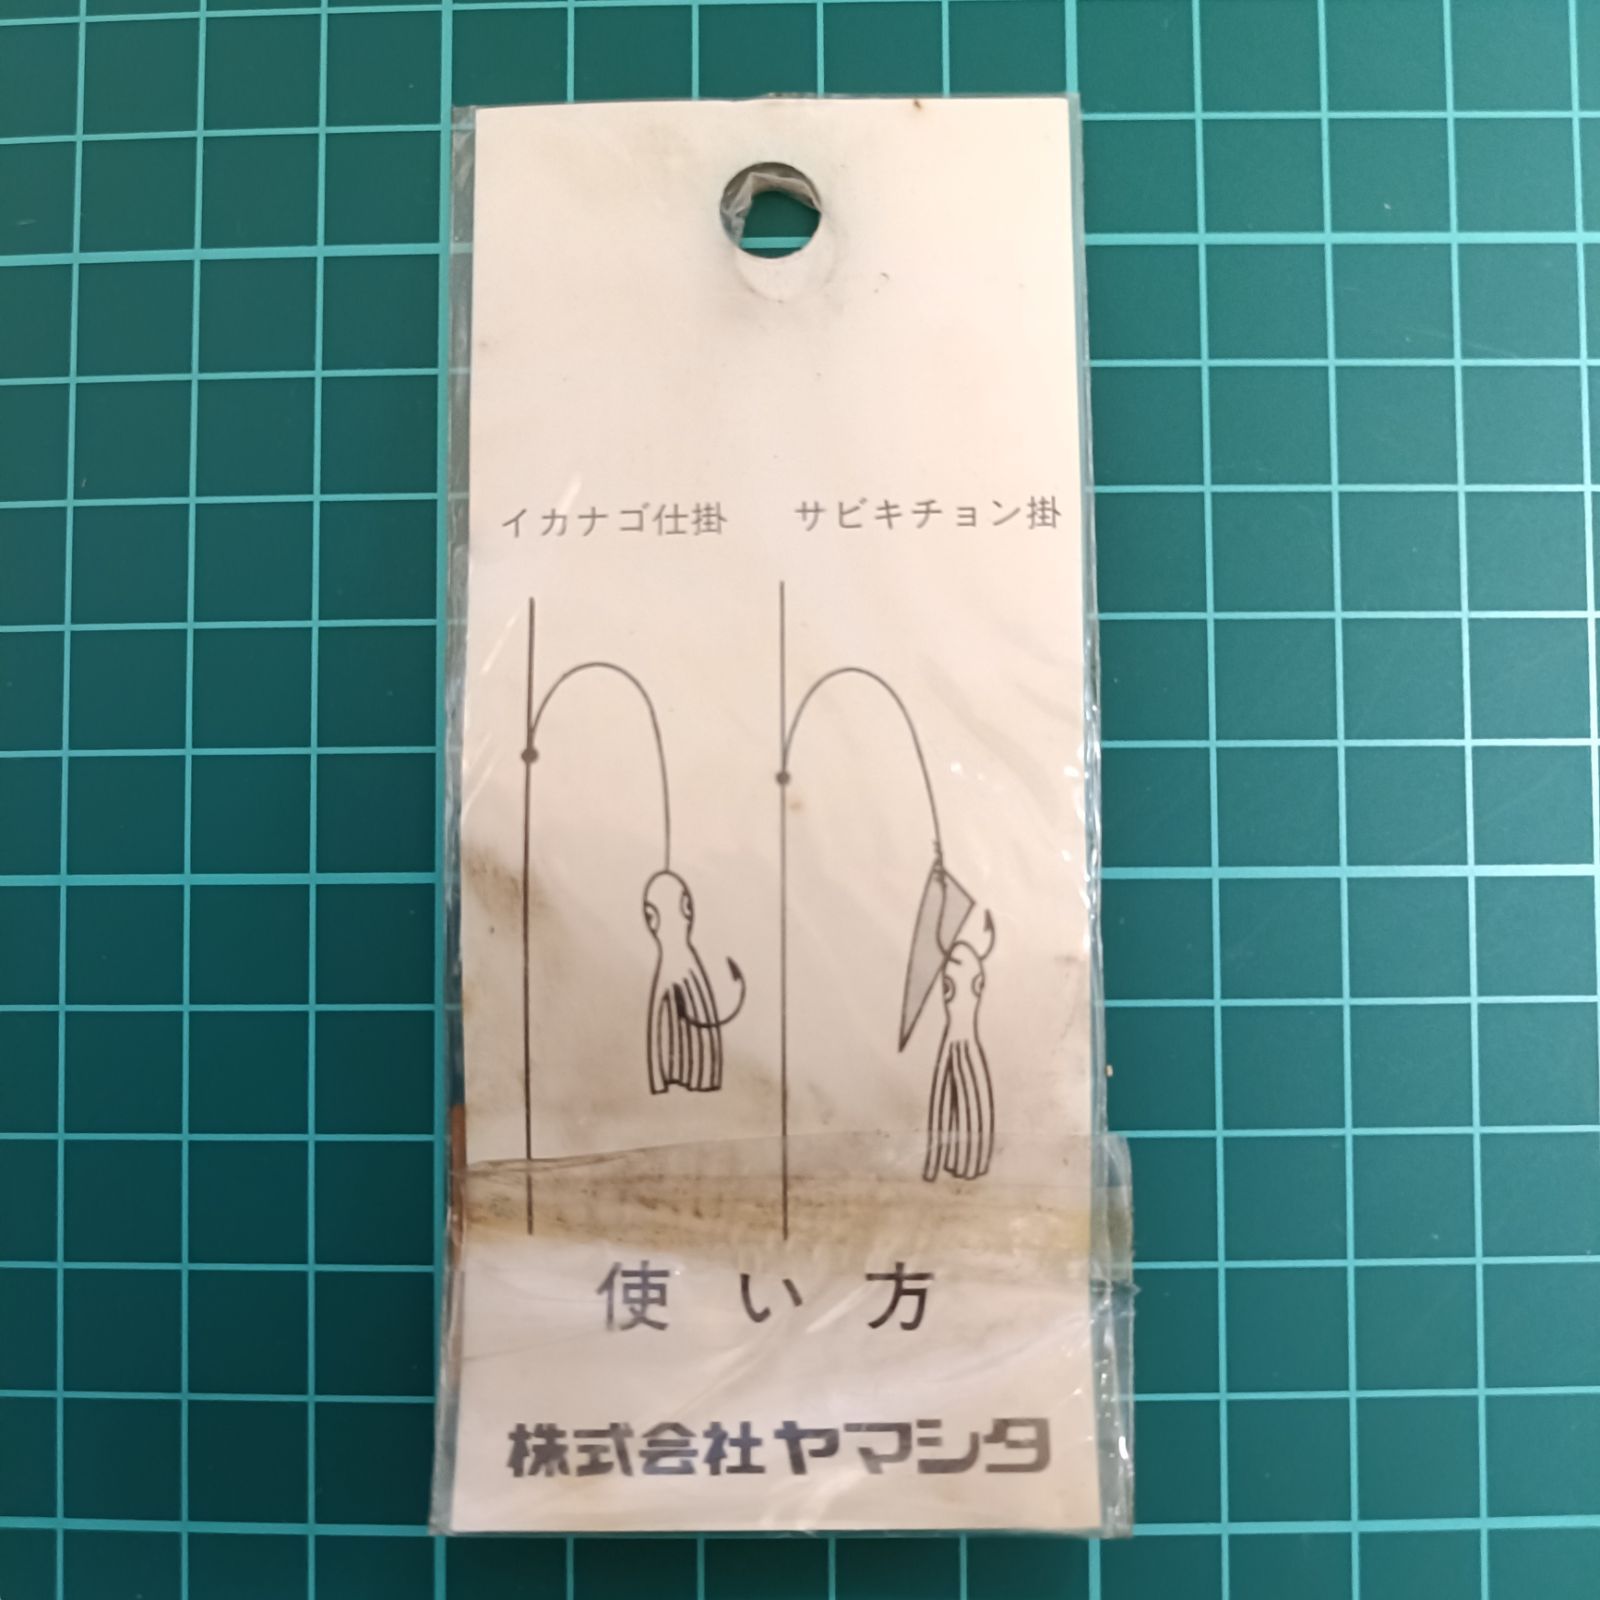 イカナゴ仕掛
サビキチョン掛
使い方
株式会社ヤマシタ